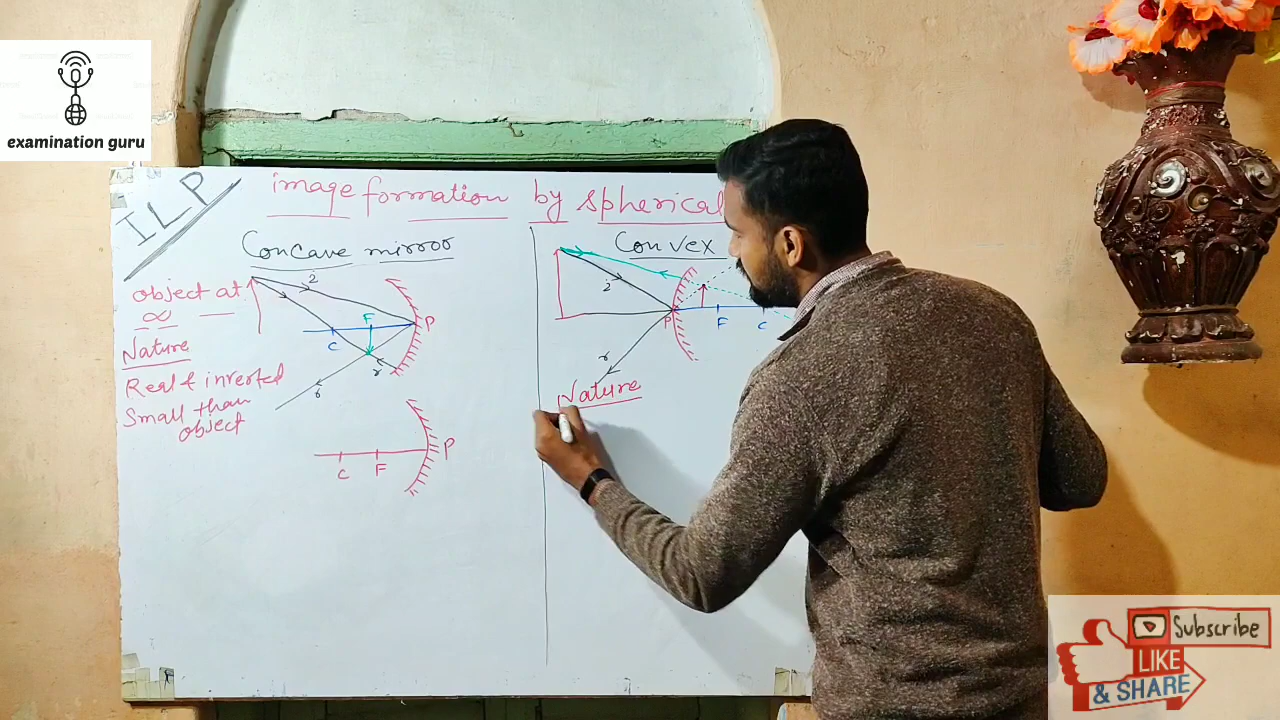 examination guru
ILP
image formation by spherical
Concave mirror
object at
∞
Nature
Real & inverted
Small than
object
2
F
P
C
r
r
P
C
F
Convex
2
P
F
C
r
Nature
Subscribe
LIKE
& SHARE